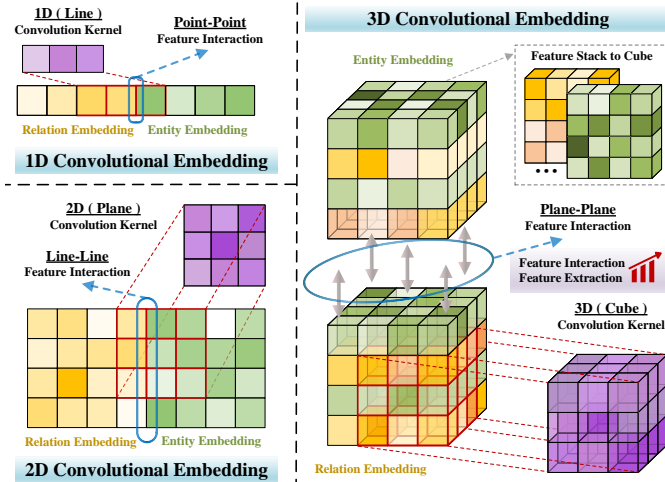 1D ( Line )
Convolution Kernel
Point-Point
Feature Interaction
Relation Embedding
Entity Embedding
1D Convolutional Embedding
2D ( Plane )
Convolution Kernel
Line-Line
Feature Interaction
Relation Embedding
Entity Embedding
2D Convolutional Embedding
3D Convolutional Embedding
Entity Embedding
Feature Stack to Cube
•••
Plane-Plane
Feature Interaction
Feature Interaction
Feature Extraction
3D ( Cube )
Convolution Kernel
Relation Embedding